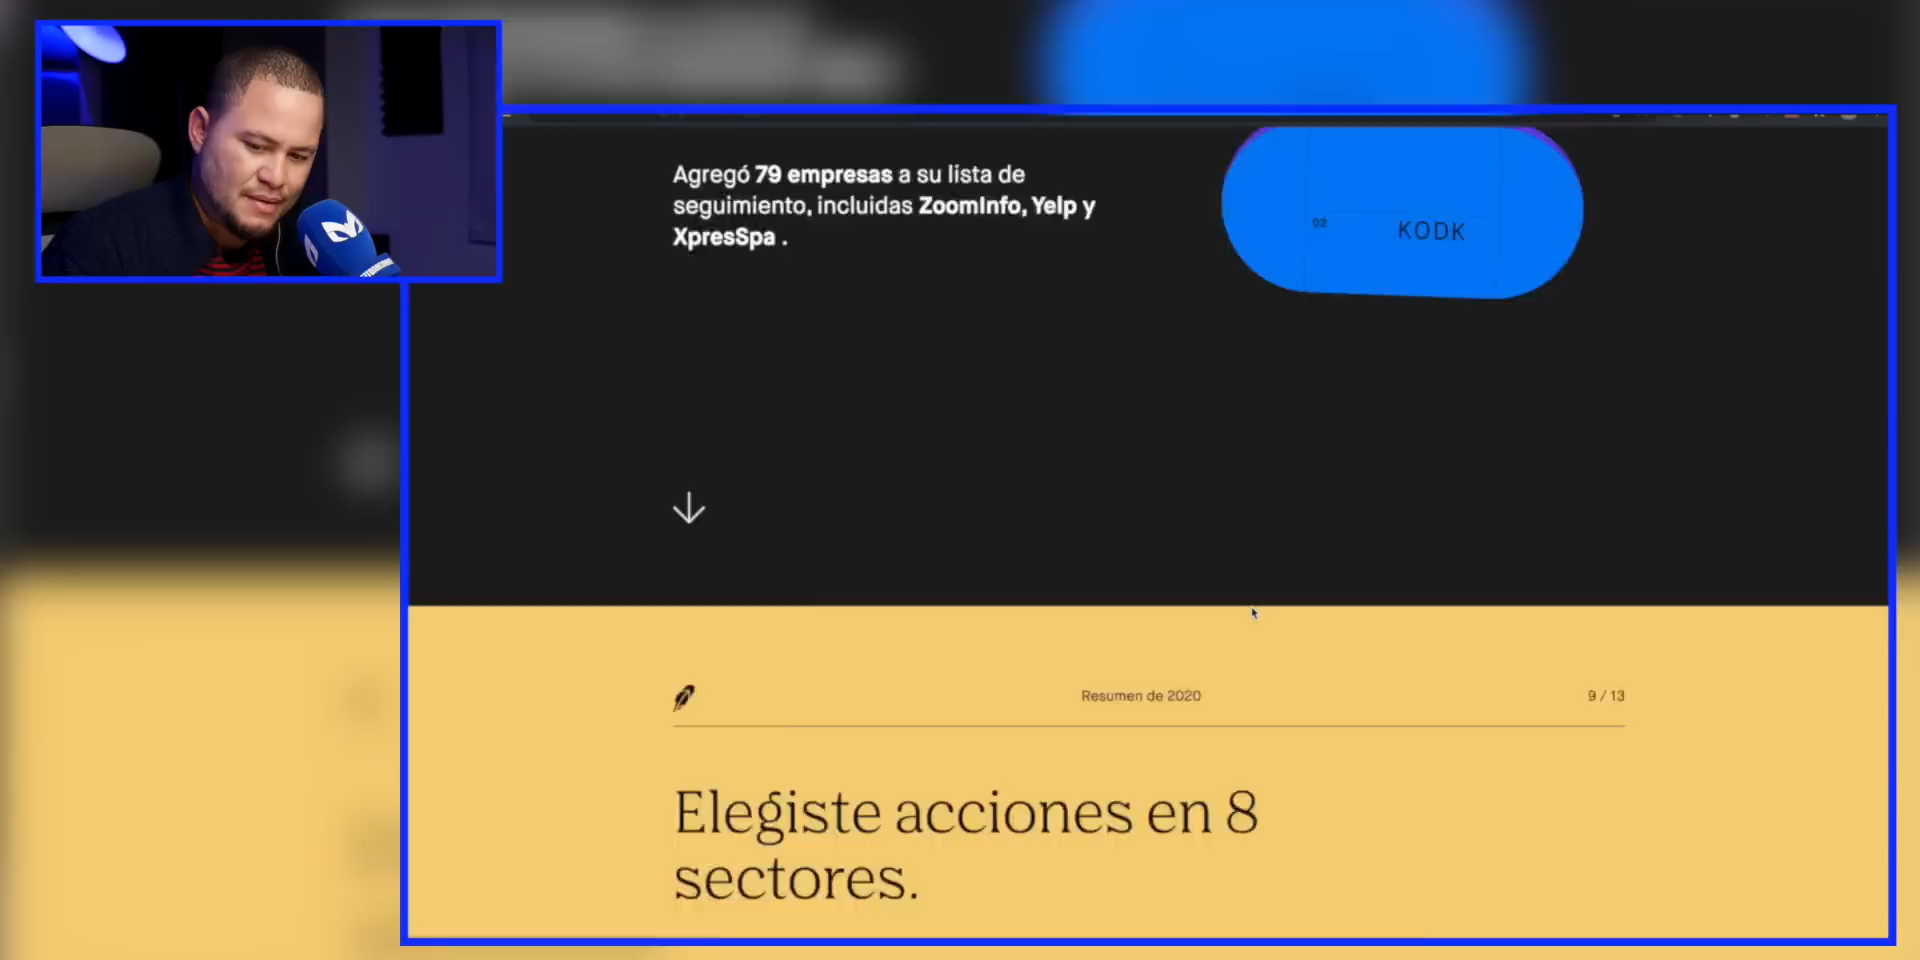 Agregó 79 empresas a su lista de
seguimiento, incluidas ZoomInfo, Yelp y
XpresSpa .
02
KODK
Resumen de 2020
9 / 13
Elegiste acciones en 8
sectores.